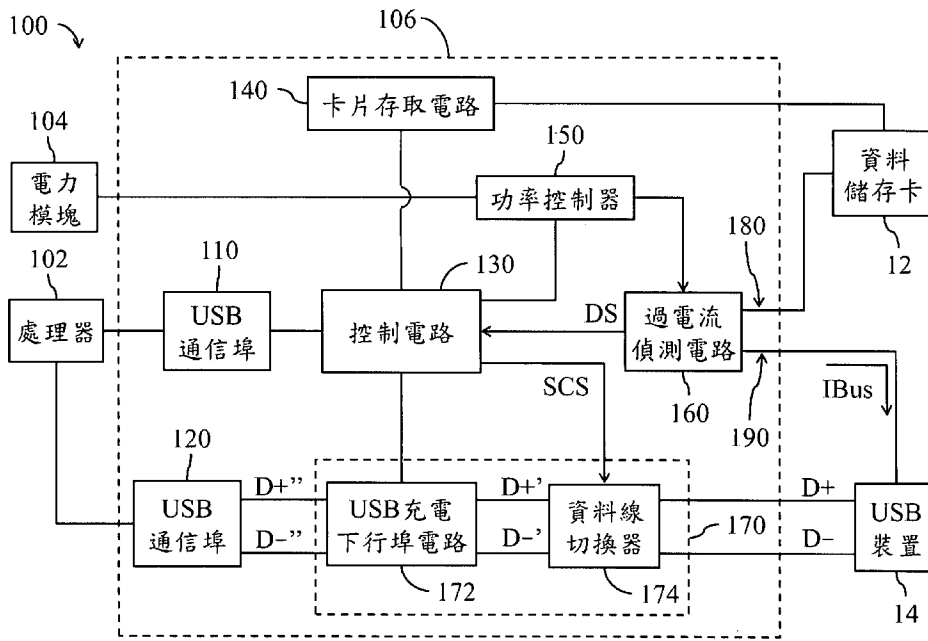 100
106
140
卡片存取電路
104
電力
模塊
150
功率控制器
資料
儲存卡
12
102
處理器
110
USB
通信埠
130
控制電路
DS
過電流
偵測電路
160
180
190
IBus
SCS
120
USB
通信埠
D+”
D-”
USB充電
下行埠電路
172
D+’
D-’
資料線
切換器
174
170
D+
D-
USB
裝置
14